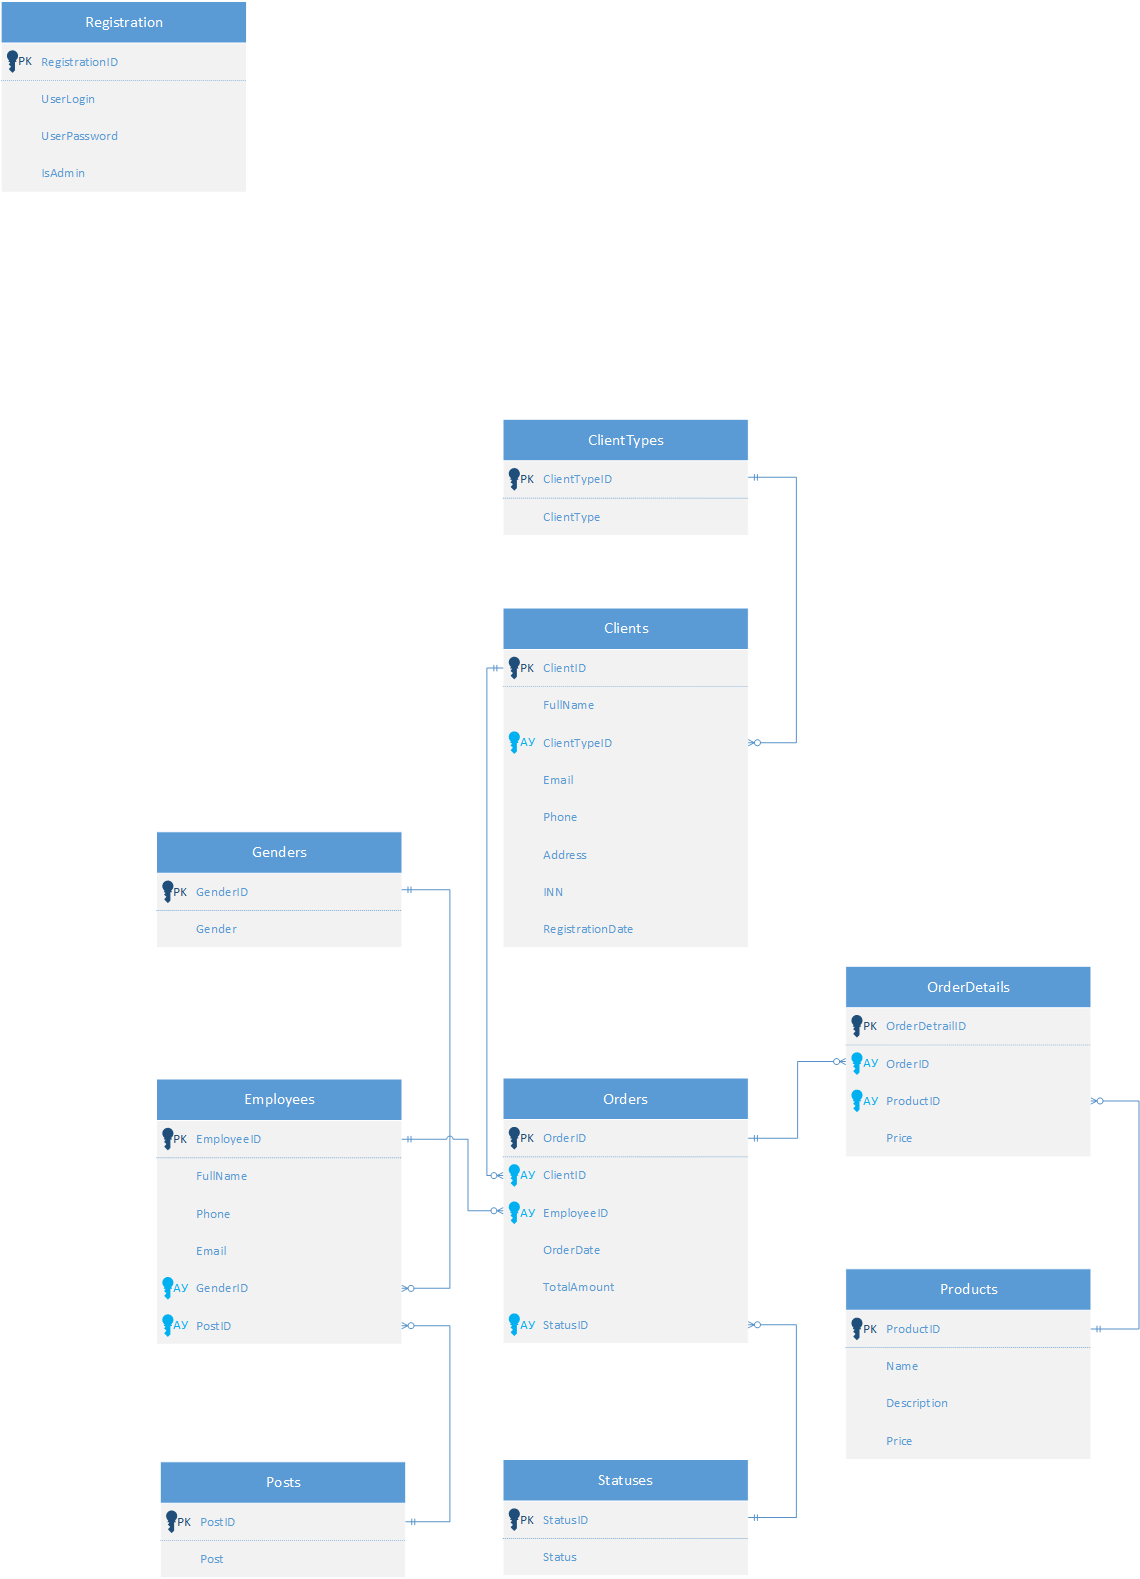 Registration
PK RegistrationID
UserLogin
UserPassword
IsAdmin
ClientTypes
PK ClientTypeID
ClientType
Clients
PK ClientID
FullName
АУ ClientTypeID
Email
Phone
Address
INN
RegistrationDate
Genders
PK GenderID
Gender
OrderDetails
PK OrderDetrailID
АУ OrderID
АУ ProductID
Price
Employees
PK EmployeeID
FullName
Phone
Email
АУ GenderID
АУ PostID
Orders
PK OrderID
АУ ClientID
АУ EmployeeID
OrderDate
TotalAmount
АУ StatusID
Products
PK ProductID
Name
Description
Price
Posts
PK PostID
Post
Statuses
PK StatusID
Status